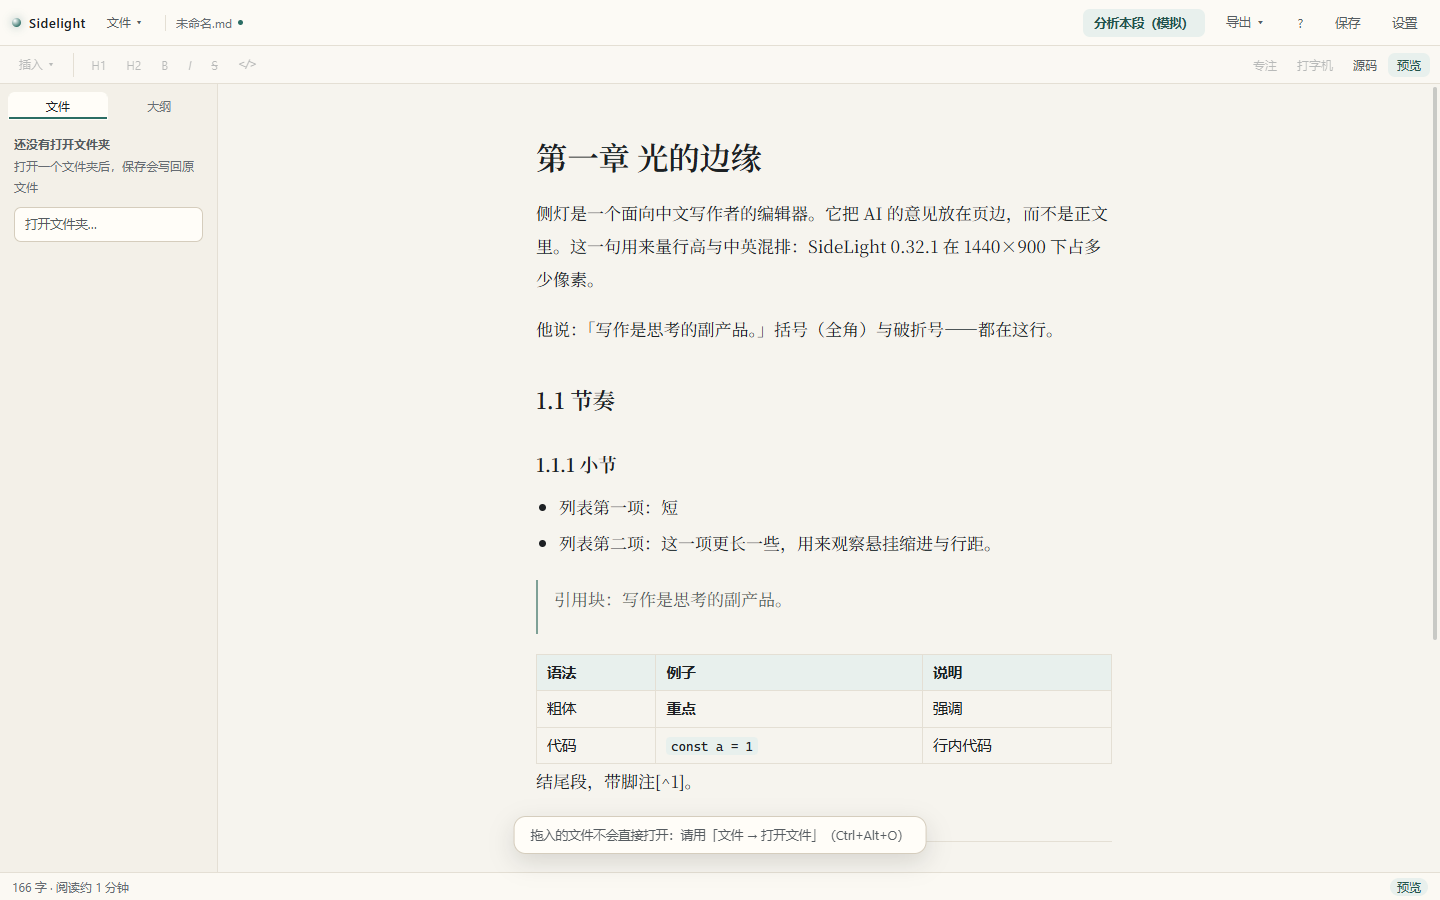 Sidelight 文件 未命名.md 分析本段（模拟） 导出 ? 保存 设置
插入 H1 H2 B I S </> 专注 打字机 源码 预览
文件 大纲
还没有打开文件夹
打开一个文件夹后，保存会写回原
文件
打开文件夹...
第一章 光的边缘
侧灯是一个面向中文写作者的编辑器。它把 AI 的意见放在页边，而不是正文
里。这一句用来量行高与中英混排：SideLight 0.32.1 在 1440×900 下占多
少像素。
他说：「写作是思考的副产品。」括号（全角）与破折号——都在这行。
1.1 节奏
1.1.1 小节
• 列表第一项：短
• 列表第二项：这一项更长一些，用来观察悬挂缩进与行距。
引用块：写作是思考的副产品。
语法 例子 说明
粗体 重点 强调
代码 const a = 1 行内代码
结尾段，带脚注[^1]。
拖入的文件不会直接打开：请用「文件 → 打开文件」（Ctrl+Alt+O）
166 字 · 阅读约 1 分钟 预览